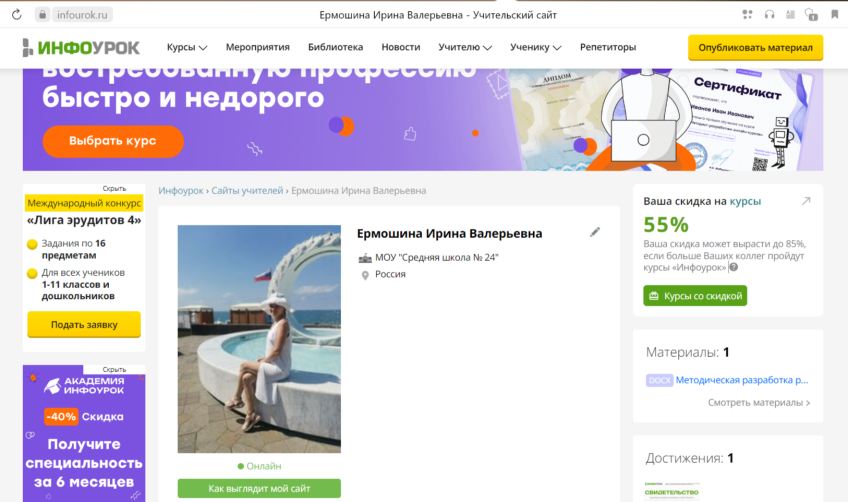 infourok.ru
Ермошина Ирина Валерьевна - Учительский сайт
ИНФОУРОК
Курсы
Мероприятия
Библиотека
Новости
Учителю
Ученику
Репетиторы
Опубликовать материал
востребованную профессию
быстро и недорого
Выбрать курс
ДИПЛОМ
Сертификат
Иванов Иван Иванович
Скрыть
Международный конкурс
«Лига эрудитов 4»
Задания по 16
предметам
Для всех учеников
1-11 классов и
дошкольников
Подать заявку
Скрыть
АКАДЕМИЯ
ИНФОУРОК
-40% Скидка
Получите
специальность
за 6 месяцев
Инфоурок › Сайты учителей › Ермошина Ирина Валерьевна
Ермошина Ирина Валерьевна
МОУ "Средняя школа № 24"
Россия
Онлайн
Как выглядит мой сайт
Ваша скидка на курсы
55%
Ваша скидка может вырасти до 85%,
если больше Ваших коллег пройдут
курсы «Инфоурок»
Курсы со скидкой
Материалы: 1
DOCX Методическая разработка р...
Смотреть материалы >
Достижения: 1
СВИДЕТЕЛЬСТВО